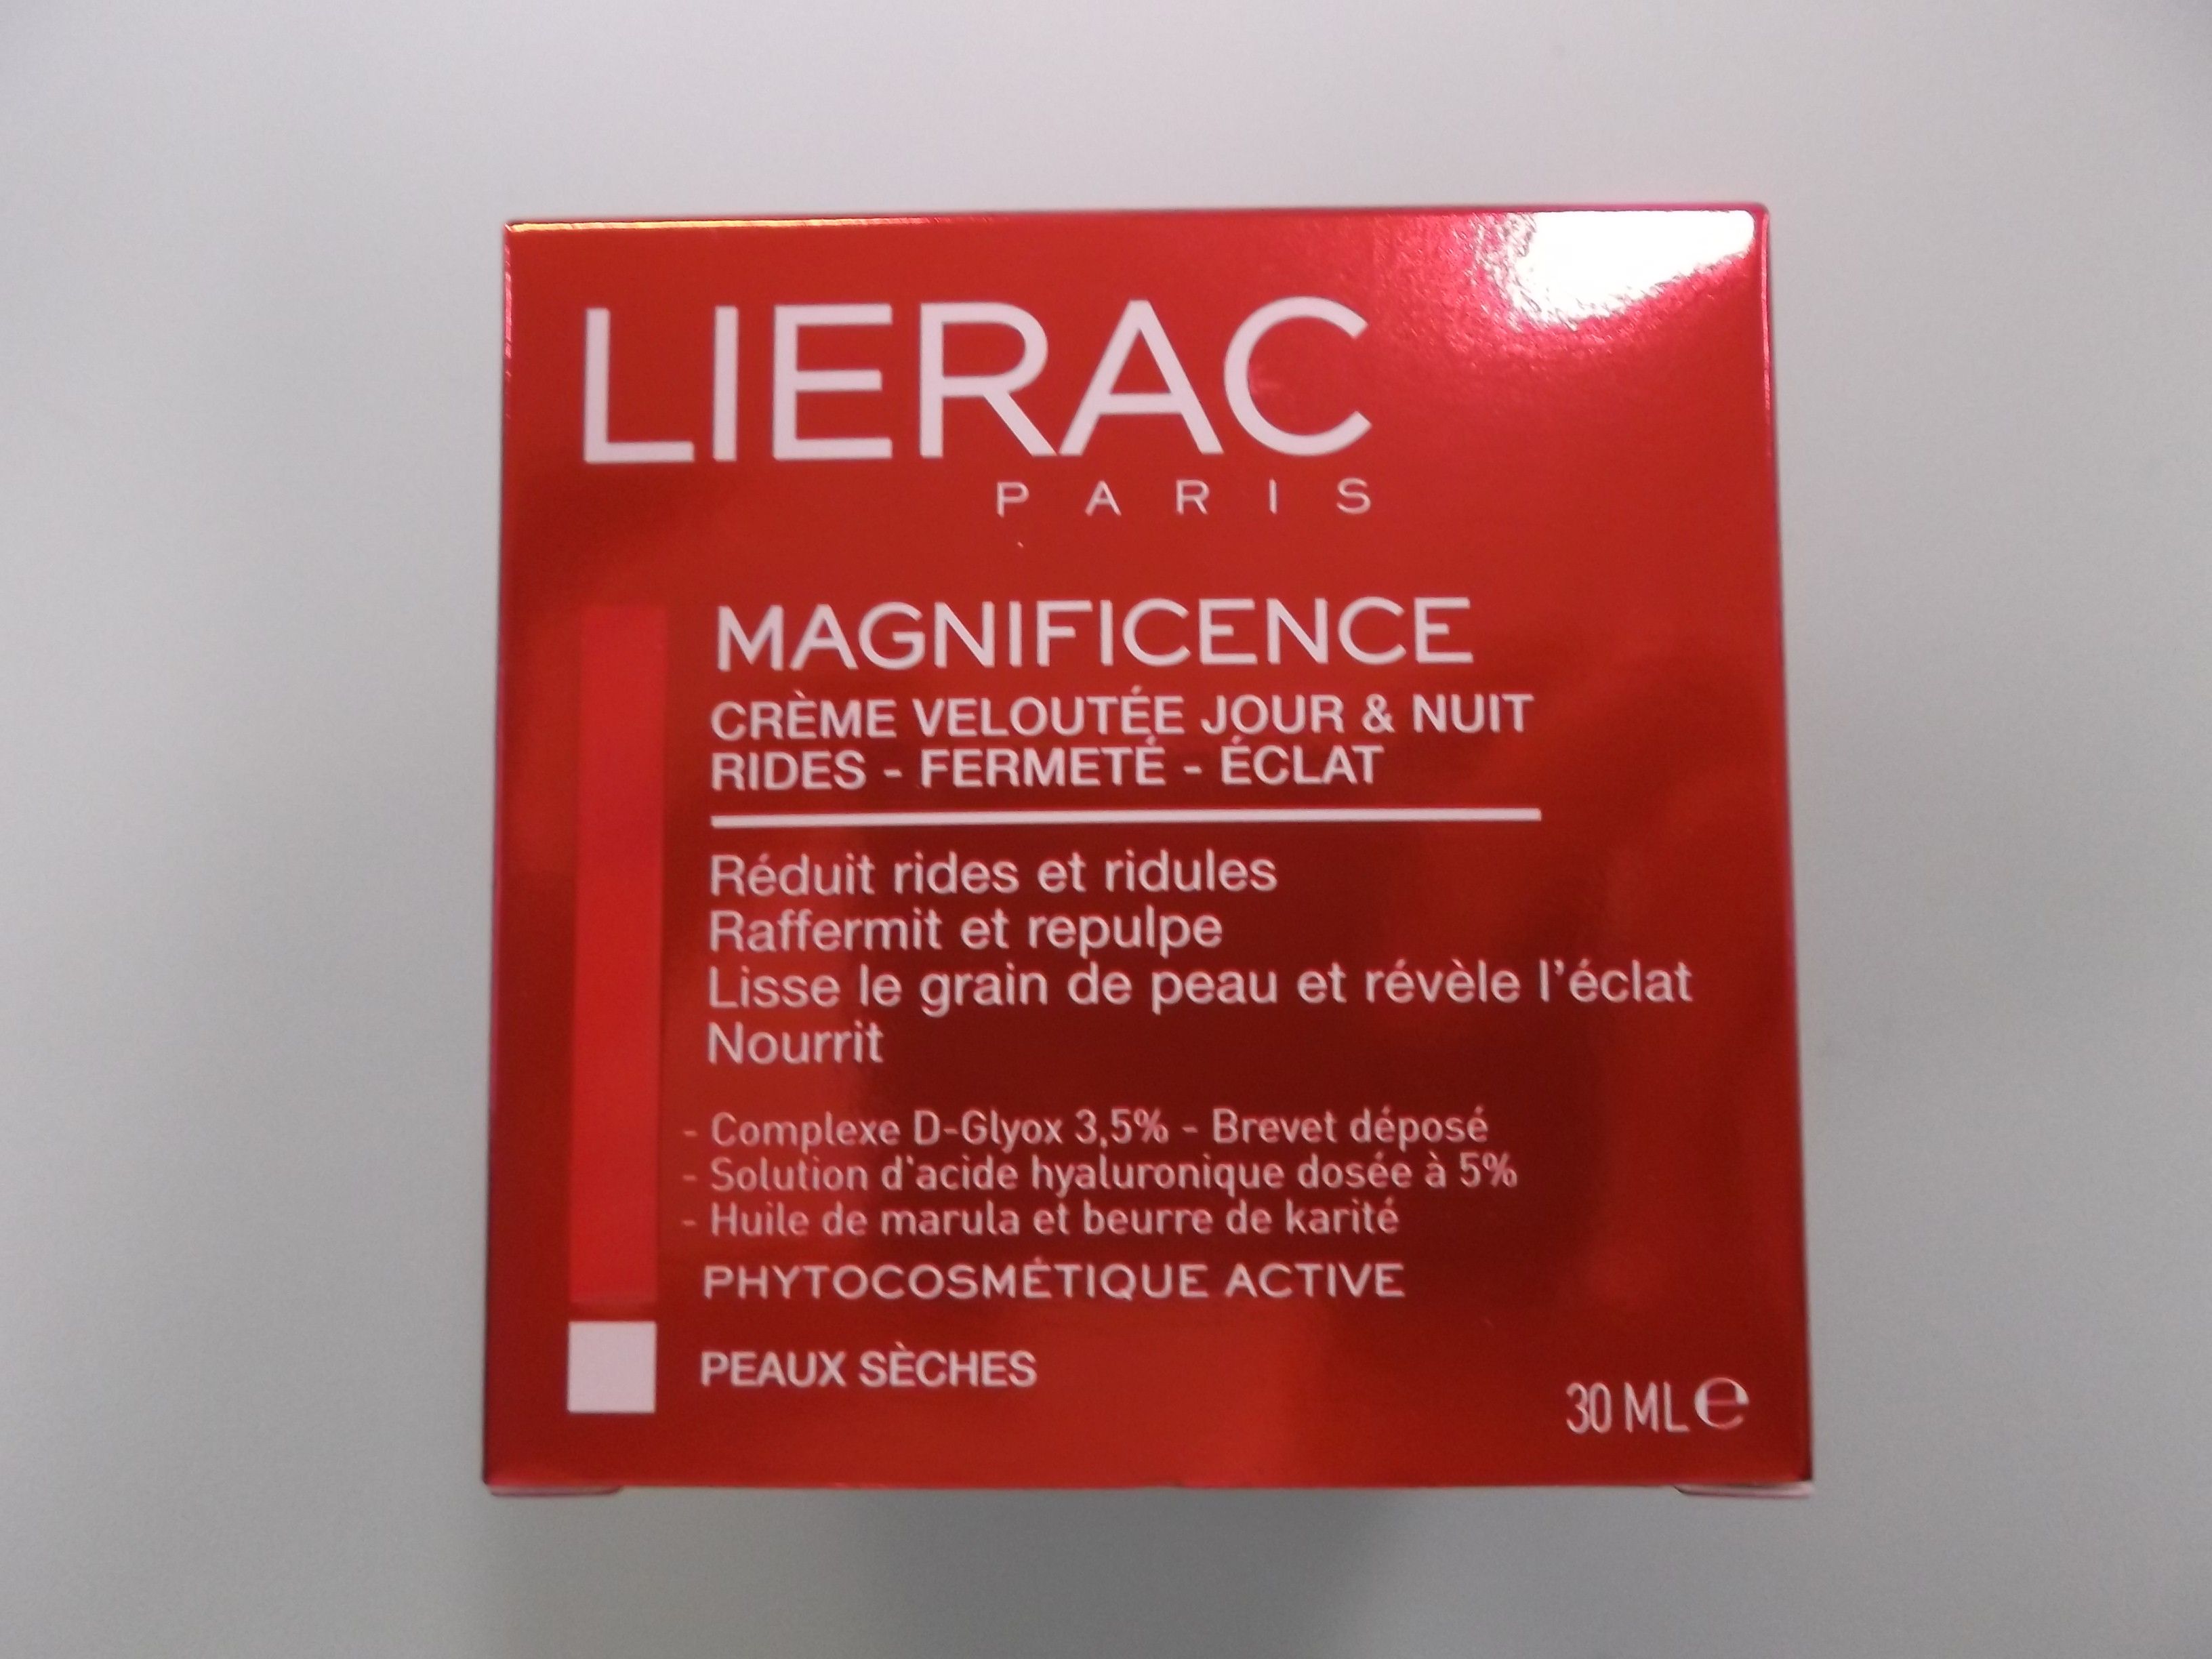 LIERAC
PARIS
MAGNIFICENCE
CRÈME VELOUTÉE JOUR & NUIT
RIDES - FERMETÉ - ÉCLAT
Réduit rides et ridules
Raffermit et repulpe
Lisse le grain de peau et révèle l'éclat
Nourrit
- Complexe D-Glyox 3,5% - Brevet déposé
- Solution d'acide hyaluronique dosée à 5%
- Huile de marula et beurre de karité
PHYTOCOSMÉTIQUE ACTIVE
PEAUX SÈCHES
30 ML ℮